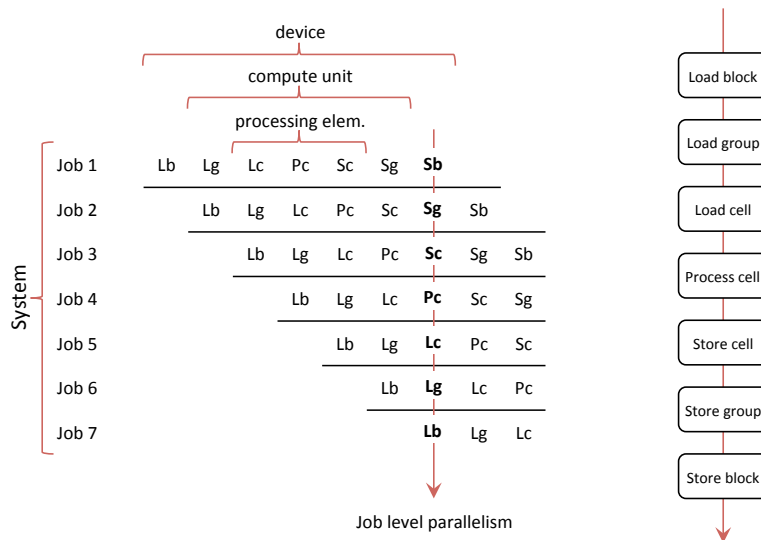 device
compute unit
processing elem.
System
Job 1 Lb Lg Lc Pc Sc Sg Sb
Job 2 Lb Lg Lc Pc Sc Sg Sb
Job 3 Lb Lg Lc Pc Sc Sg Sb
Job 4 Lb Lg Lc Pc Sc Sg
Job 5 Lb Lg Lc Pc Sc
Job 6 Lb Lg Lc Pc
Job 7 Lb Lg Lc
Job level parallelism
Load block
Load group
Load cell
Process cell
Store cell
Store group
Store block